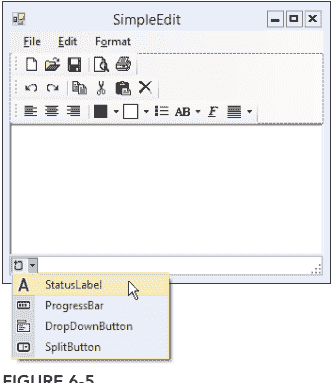 SimpleEdit
File Edit Format
AB F
A StatusLabel
ProgressBar
DropDownButton
SplitButton
FIGURE 6-5